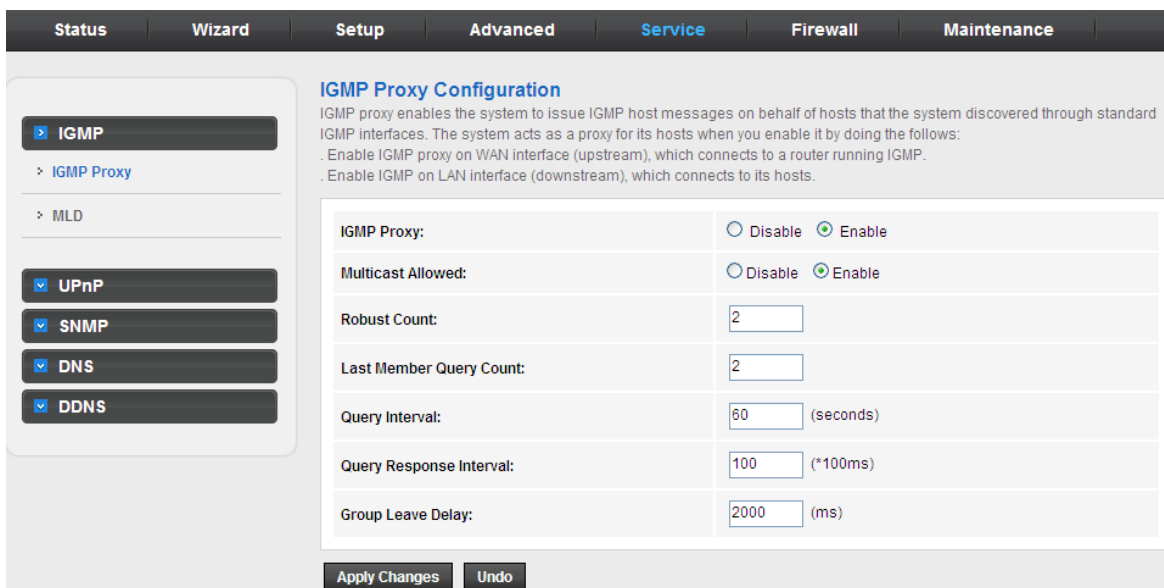 Status Wizard Setup Advanced Service Firewall Maintenance
IGMP
IGMP Proxy
MLD
UPnP
SNMP
DNS
DDNS
IGMP Proxy Configuration
IGMP proxy enables the system to issue IGMP host messages on behalf of hosts that the system discovered through standard
IGMP interfaces. The system acts as a proxy for its hosts when you enable it by doing the follows:
. Enable IGMP proxy on WAN interface (upstream), which connects to a router running IGMP.
. Enable IGMP on LAN interface (downstream), which connects to its hosts.
IGMP Proxy: Disable Enable
Multicast Allowed: Disable Enable
Robust Count: 2
Last Member Query Count: 2
Query Interval: 60 (seconds)
Query Response Interval: 100 (*100ms)
Group Leave Delay: 2000 (ms)
Apply Changes Undo